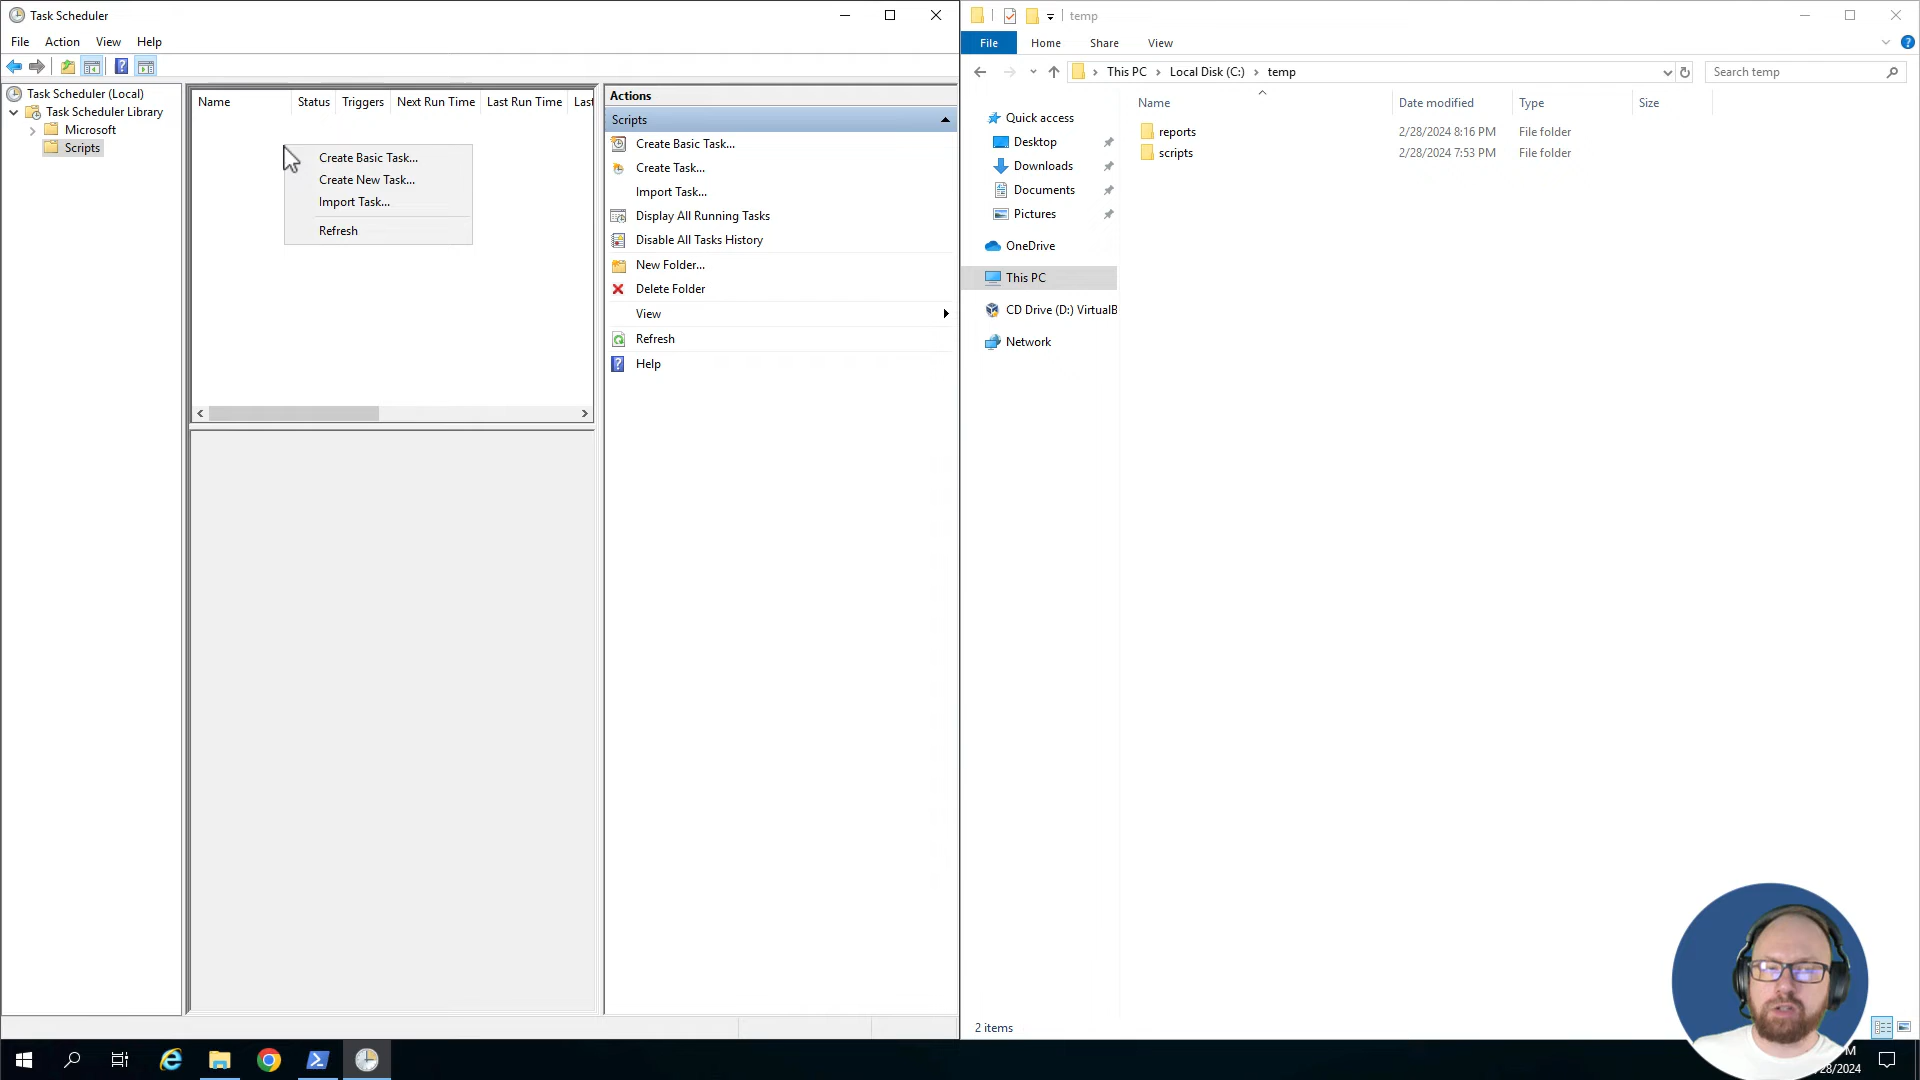 Task Scheduler
File Action View Help
Task Scheduler (Local)
Task Scheduler Library
Microsoft
Scripts
Name Status Triggers Next Run Time Last Run Time Last
Create Basic Task...
Create New Task...
Import Task...
Refresh
Actions
Scripts
Create Basic Task...
Create Task...
Import Task...
Display All Running Tasks
Disable All Tasks History
New Folder...
Delete Folder
View
Refresh
Help
temp
File Home Share View
This PC Local Disk (C:) temp
Search temp
Quick access
Desktop
Downloads
Documents
Pictures
OneDrive
This PC
CD Drive (D:) VirtualB
Network
Name Date modified Type Size
reports 2/28/2024 8:16 PM File folder
scripts 2/28/2024 7:53 PM File folder
2 items
M
/28/2024